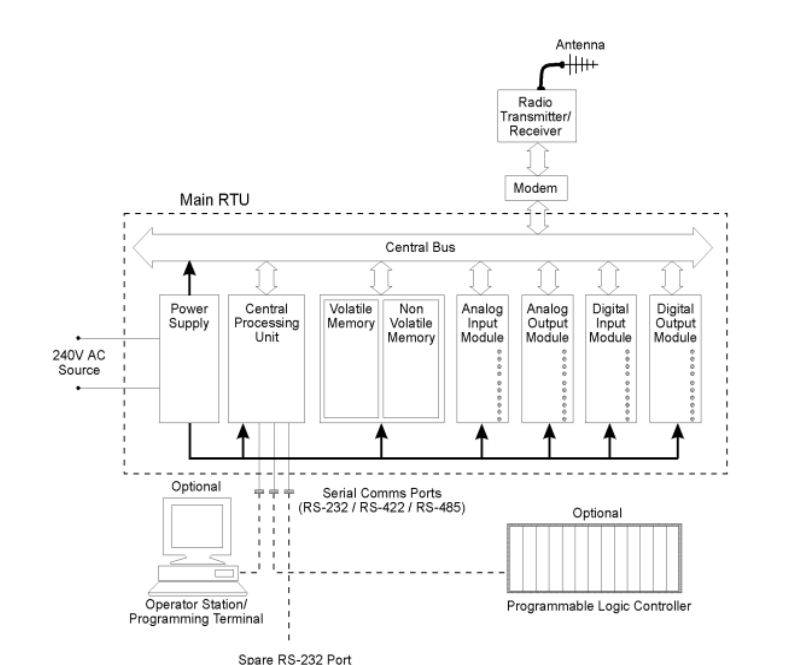 Antenna
Radio
Transmitter/
Receiver
Modem
Main RTU
Central Bus
Power
Supply
Central
Processing
Unit
Volatile
Memory
Non
Volatile
Memory
Analog
Input
Module
Analog
Output
Module
Digital
Input
Module
Digital
Output
Module
240V AC
Source
Optional
Serial Comms Ports
(RS-232 / RS-422 / RS-485)
Optional
Operator Station/
Programming Terminal
Programmable Logic Controller
Spare RS-232 Port